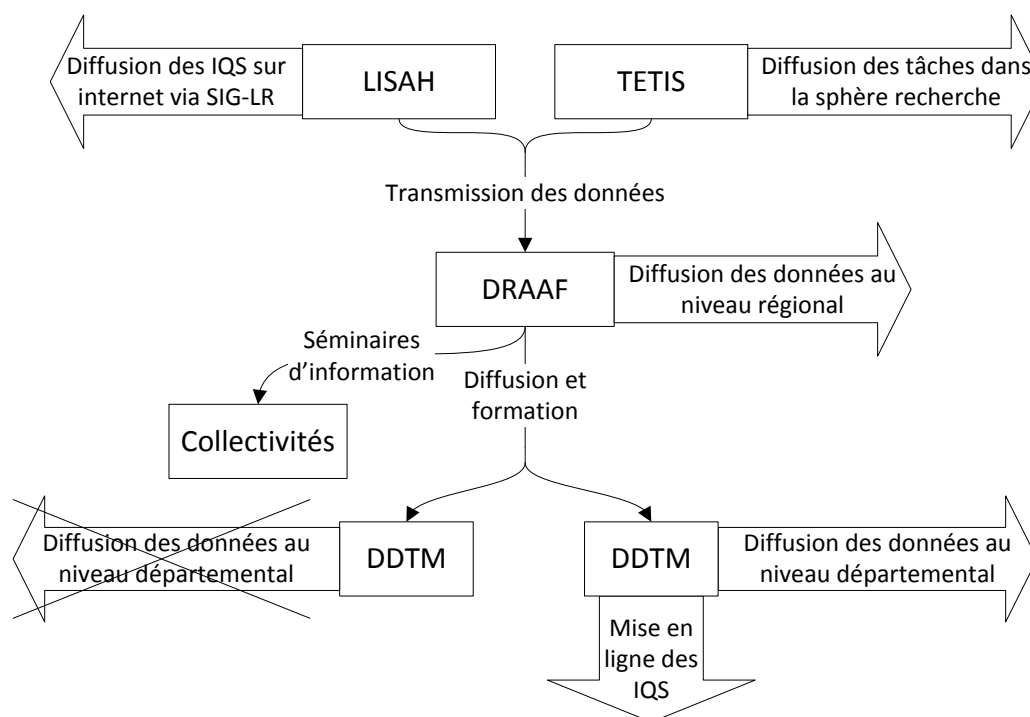 Diffusion des IQS sur
internet via SIG-LR
LISAH
TETIS
Diffusion des tâches dans
la sphère recherche
Transmission des données
DRAAF
Diffusion des données au
niveau régional
Séminaires
d’information
Diffusion et
formation
Collectivités
Diffusion des données au
niveau départemental
DDTM
DDTM
Diffusion des données au
niveau départemental
Mise en
ligne des
IQS